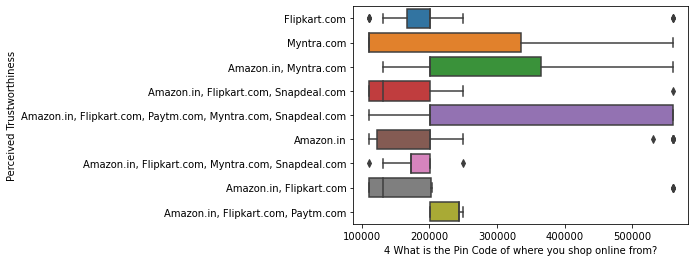 Perceived Trustworthiness
Flipkart.com
Myntra.com
Amazon.in, Myntra.com
Amazon.in, Flipkart.com, Snapdeal.com
Amazon.in, Flipkart.com, Paytm.com, Myntra.com, Snapdeal.com
Amazon.in
Amazon.in, Flipkart.com, Myntra.com, Snapdeal.com
Amazon.in, Flipkart.com
Amazon.in, Flipkart.com, Paytm.com
100000 200000 300000 400000 500000
4 What is the Pin Code of where you shop online from?